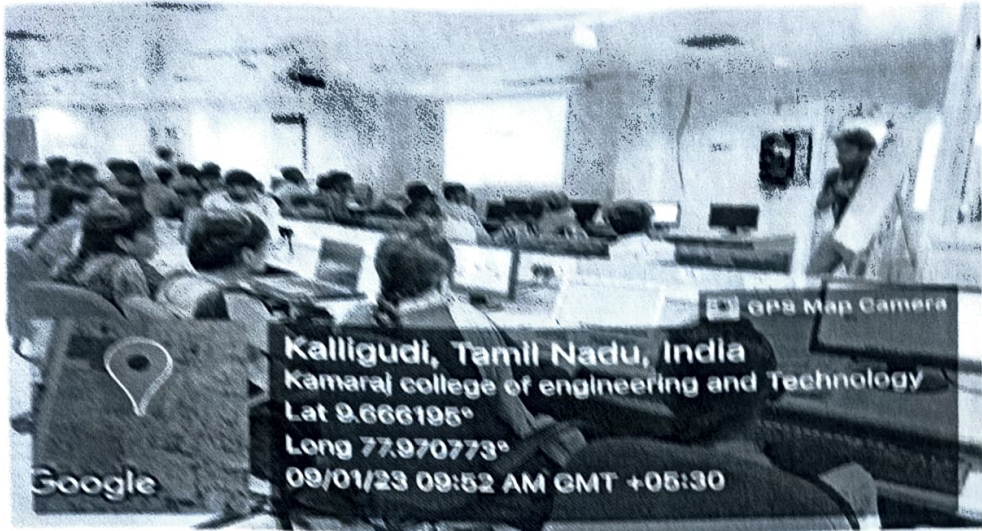 GPS Map Camera
Kalligudi, Tamil Nadu, India
Kamaraj college of engineering and Technology
Lat 9.666195°
Long 77.970773°
09/01/23 09:52 AM GMT +05:30
Google